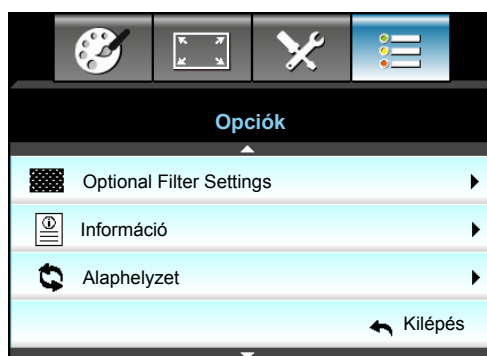 Opciók
Optional Filter Settings
Információ
Alaphelyzet
Kilépés